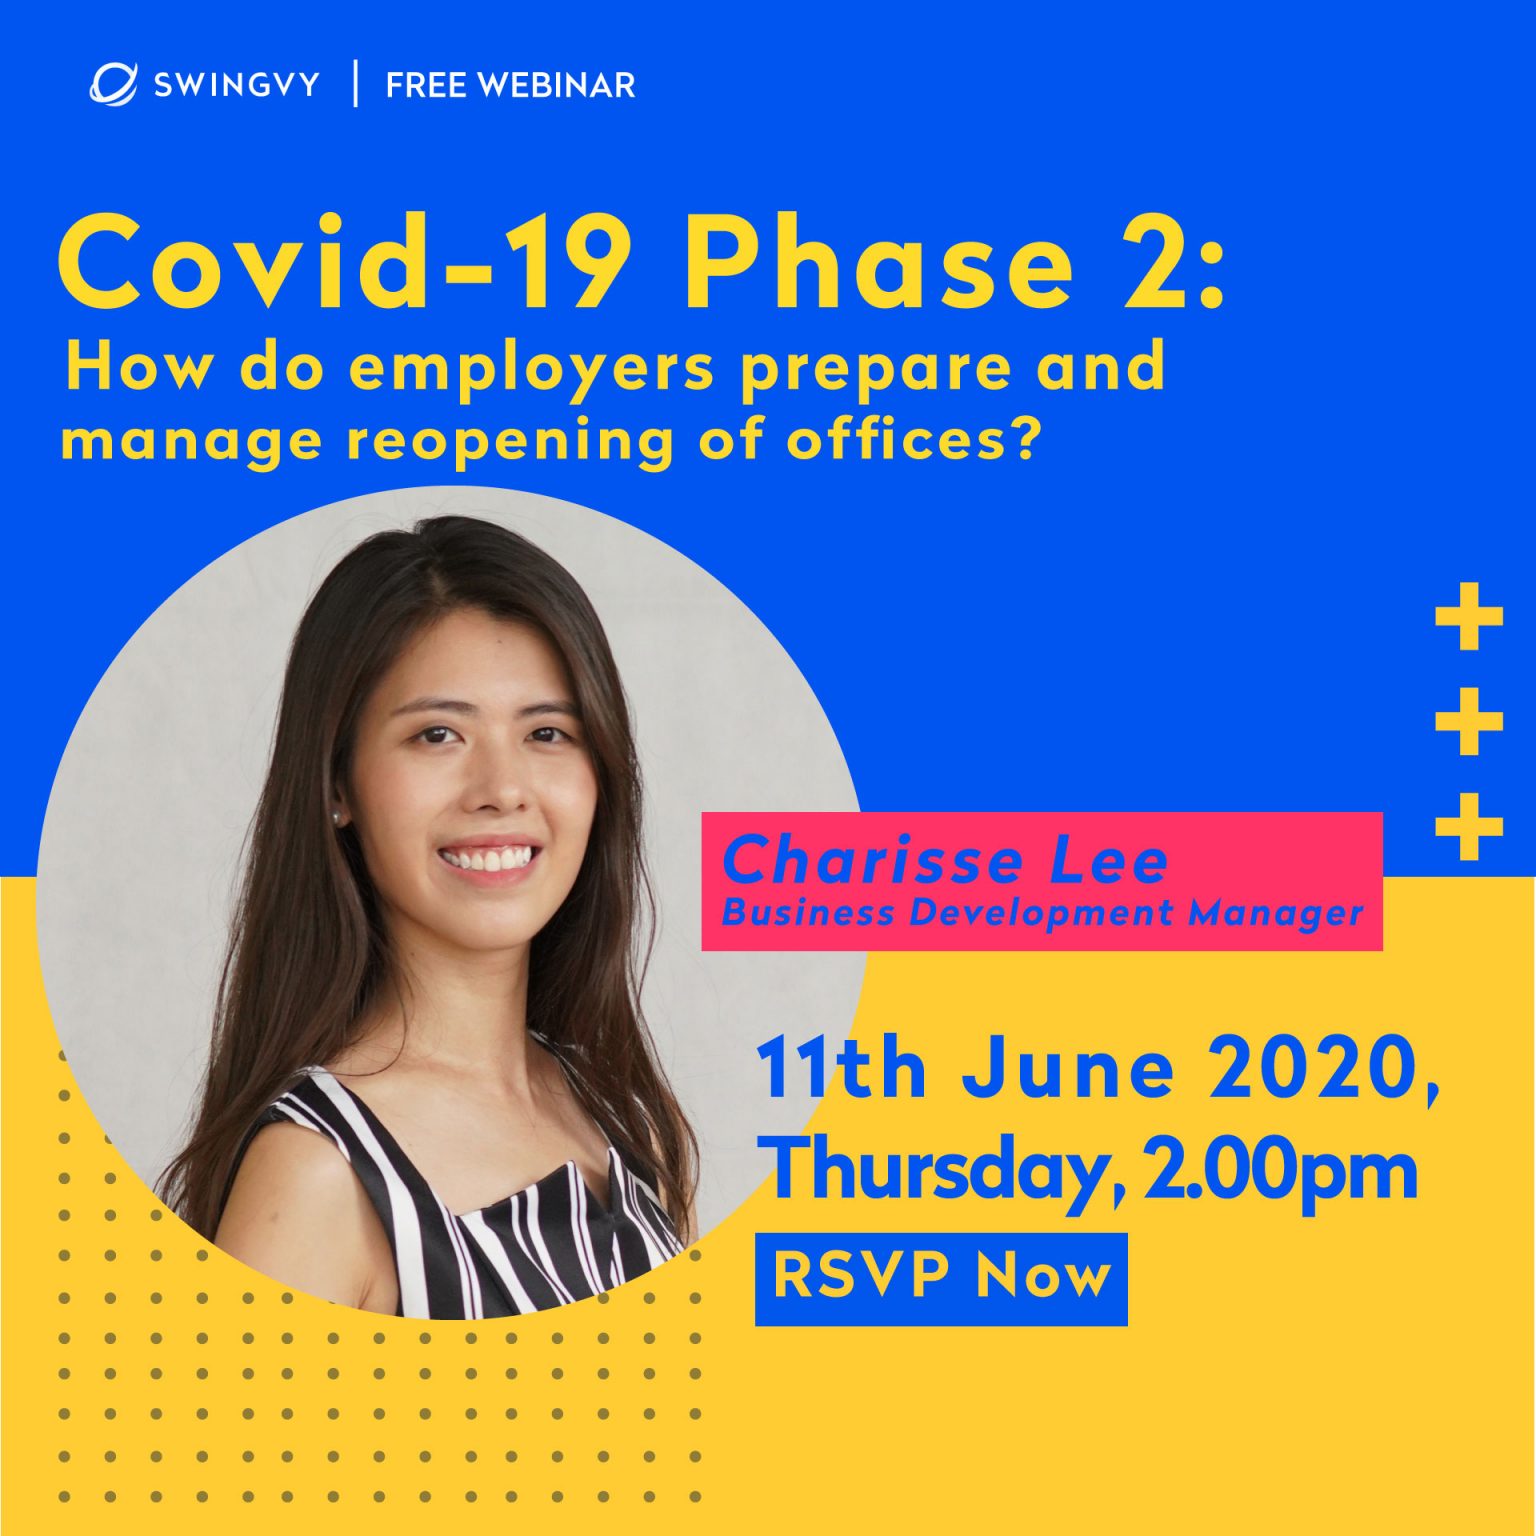 SWINGVY | FREE WEBINAR
Covid-19 Phase 2:
How do employers prepare and
manage reopening of offices?
Charisse Lee
Business Development Manager
11th June 2020,
Thursday, 2.00pm
RSVP Now